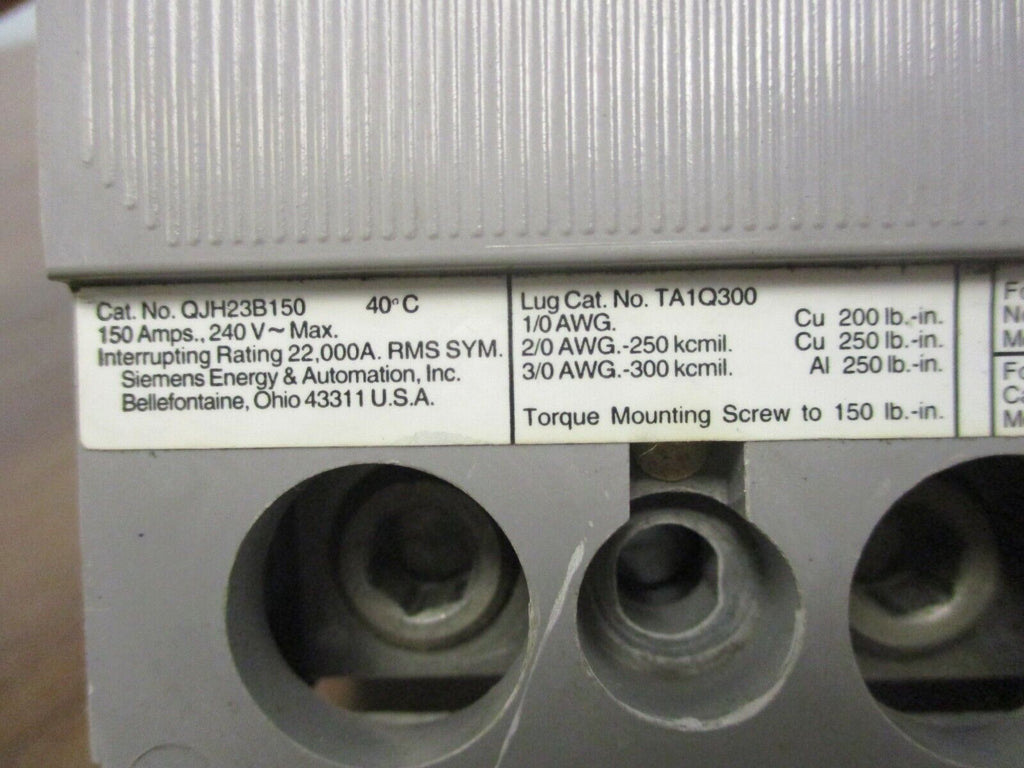 Cat. No. QJH23B150 40°C
150 Amps., 240 V~ Max.
Interrupting Rating 22,000A. RMS SYM.
Siemens Energy & Automation, Inc.
Bellefontaine, Ohio 43311 U.S.A.
Lug Cat. No. TA1Q300
1/0 AWG. Cu 200 lb.-in.
2/0 AWG.-250 kcmil. Cu 250 lb.-in.
3/0 AWG.-300 kcmil. Al 250 lb.-in.
Torque Mounting Screw to 150 lb.-in.